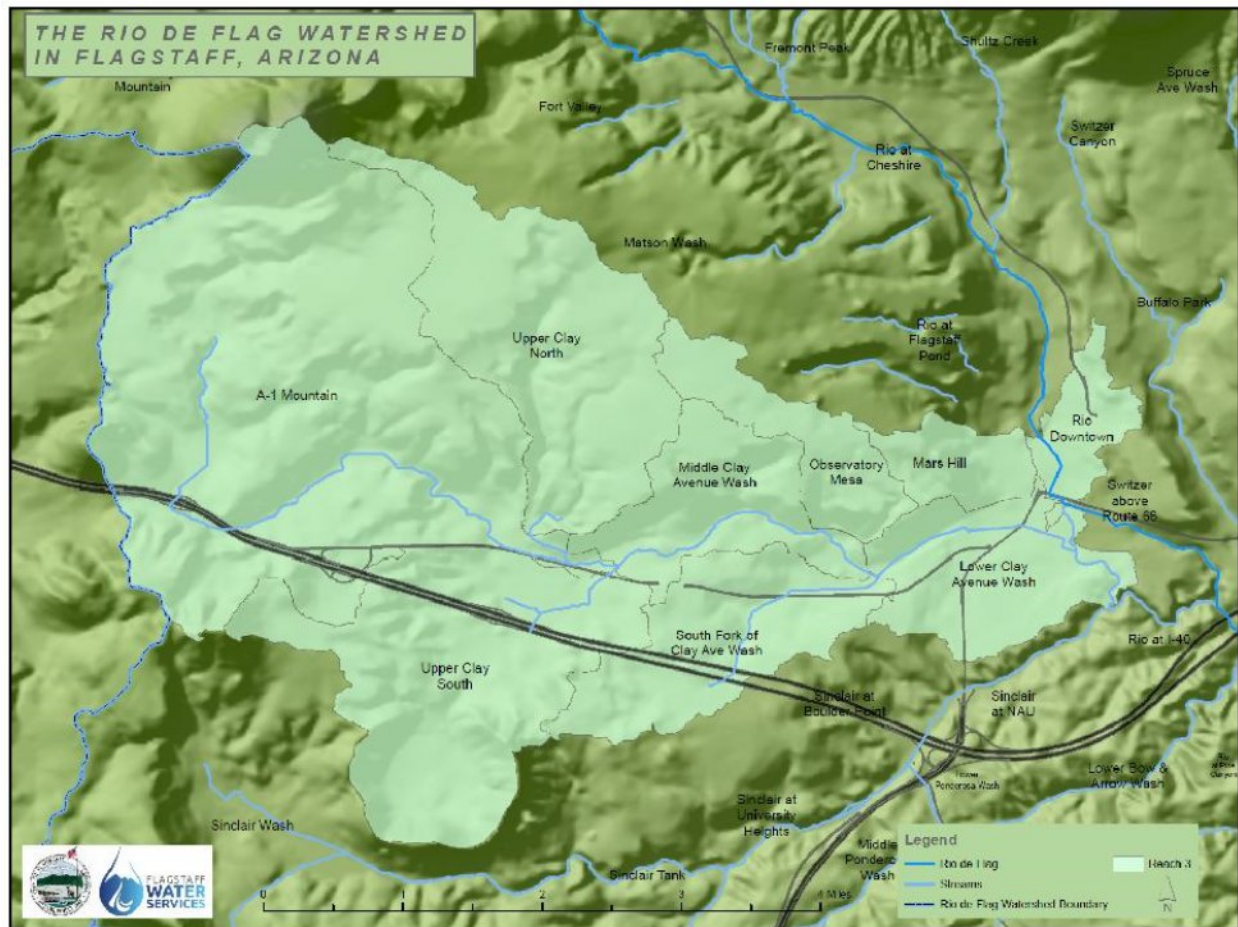 THE RIO DE FLAG WATERSHED
IN FLAGSTAFF, ARIZONA
Mountain
Fremont Peak
Shultz Creek
Spruce
Ave Wash
Fort Valley
Switzer
Canyon
Rio at
Cheshire
Matson Wash
Buffalo Park
Rio at
Flagstaff
Pond
Upper Clay
North
A-1 Mountain
Rio
Downtown
Middle Clay
Avenue Wash
Observatory
Mesa
Mars Hill
Switzer
above
Route 66
Lower Clay
Avenue Wash
South Fork of
Clay Ave Wash
Rio at I-40
Upper Clay
South
Sinclair at
Boulder Point
Sinclair
at NAU
Lower Bow &
Arrow Wash
Lower
Ponderosa Wash
Sinclair at
University
Heights
Sinclair Wash
Middle
Ponderosa
Wash
Sinclair Tank
Legend
Rio de Flag
Reach 3
Streams
Rio de Flag Watershed Boundary
N
FLAGSTAFF
WATER
SERVICES
0 1 2 3 4 Miles